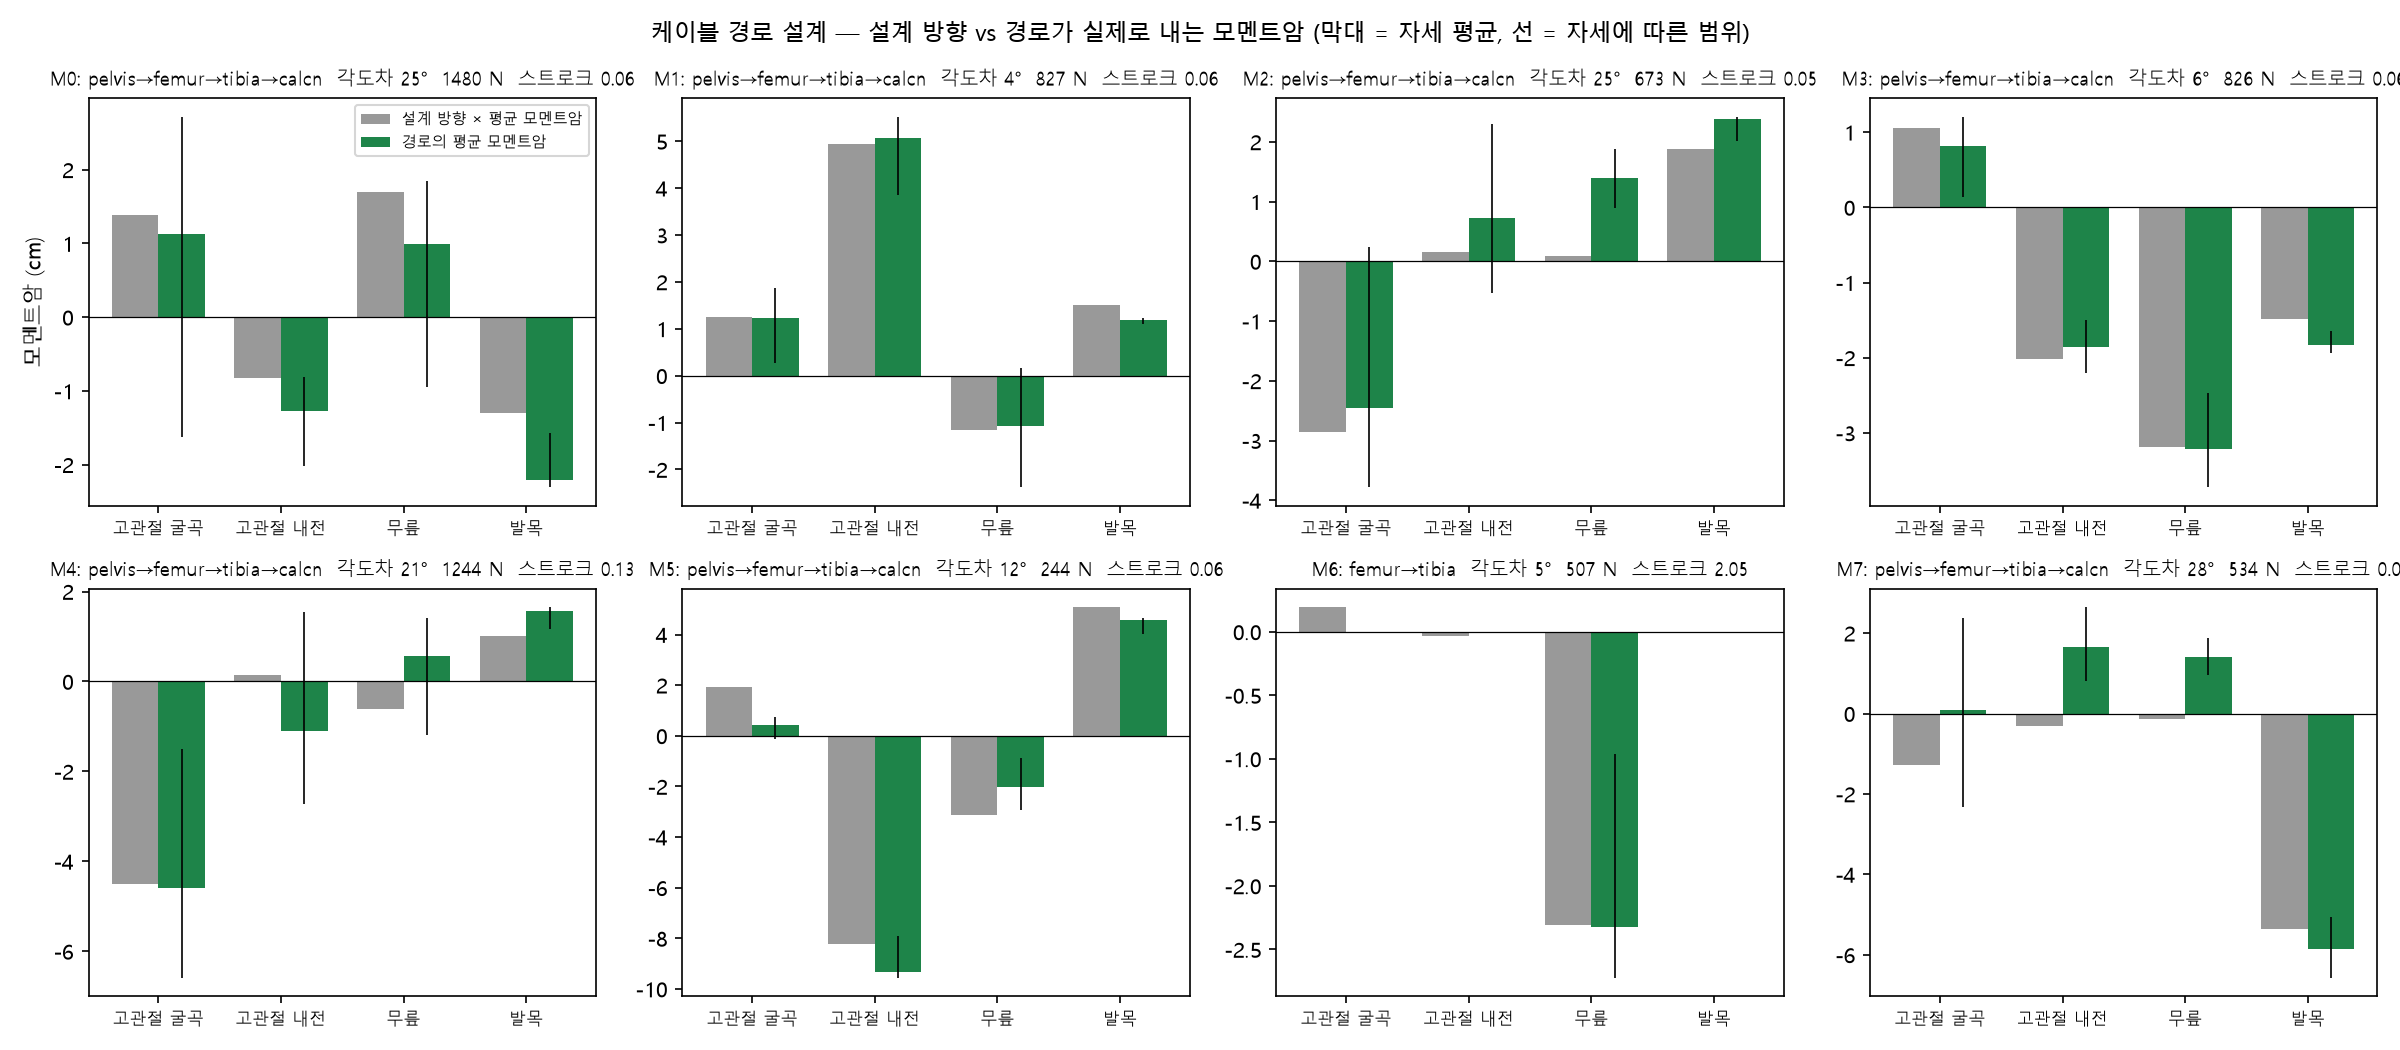 케이블 경로 설계 — 설계 방향 vs 경로가 실제로 내는 모멘트암 (막대 = 자세 평균, 선 = 자세에 따른 범위)
M0: pelvis→femur→tibia→calcn 각도차 25° 1480 N 스트로크 0.06
설계 방향 × 평균 모멘트암
경로의 평균 모멘트암
모멘트암 (cm)
2
1
0
-1
-2
고관절 굴곡 고관절 내전 무릎 발목
M1: pelvis→femur→tibia→calcn 각도차 4° 827 N 스트로크 0.06
5
4
3
2
1
0
-1
-2
고관절 굴곡 고관절 내전 무릎 발목
M2: pelvis→femur→tibia→calcn 각도차 25° 673 N 스트로크 0.05
2
1
0
-1
-2
-3
-4
고관절 굴곡 고관절 내전 무릎 발목
M3: pelvis→femur→tibia→calcn 각도차 6° 826 N 스트로크 0.06
1
0
-1
-2
-3
고관절 굴곡 고관절 내전 무릎 발목
M4: pelvis→femur→tibia→calcn 각도차 21° 1244 N 스트로크 0.13
2
0
-2
-4
-6
고관절 굴곡 고관절 내전 무릎 발목
M5: pelvis→femur→tibia→calcn 각도차 12° 244 N 스트로크 0.06
4
2
0
-2
-4
-6
-8
-10
고관절 굴곡 고관절 내전 무릎 발목
M6: femur→tibia 각도차 5° 507 N 스트로크 2.05
0.0
-0.5
-1.0
-1.5
-2.0
-2.5
고관절 굴곡 고관절 내전 무릎 발목
M7: pelvis→femur→tibia→calcn 각도차 28° 534 N 스트로크
2
0
-2
-4
-6
고관절 굴곡 고관절 내전 무릎 발목